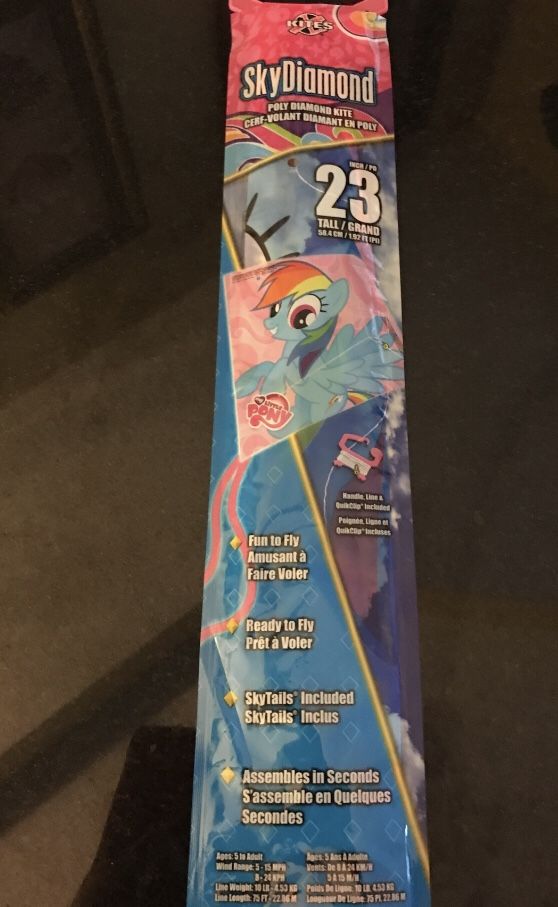 X
KITES
SkyDiamond
POLY DIAMOND KITE
CERF-VOLANT DIAMANT EN POLY
INCH / PO
23
TALL / GRAND
58.4 CM / 1.92 FT (PI)
MY LITTLE
PONY
Handle, Line &
QuikClip® Included
Poignée, Ligne et
QuikClip® Incluses
Fun to Fly
Amusant à
Faire Voler
Ready to Fly
Prêt à Voler
SkyTails® Included
SkyTails® Inclus
Assembles in Seconds
S'assemble en Quelques
Secondes
Ages: 5 to Adult
Wind Range: 5 - 15 MPH
8 - 24 KPH
Line Weight: 10 LB - 4.53 KG
Line Length: 75 FT - 22.86 M
Ages: 5 Ans À Adulte
Vents: De 8 À 24 KM/H
5 À 15 M/H
Poids De Ligne: 10 LB, 4.53 KG
Longueur De Ligne: 75 PI, 22.86 M